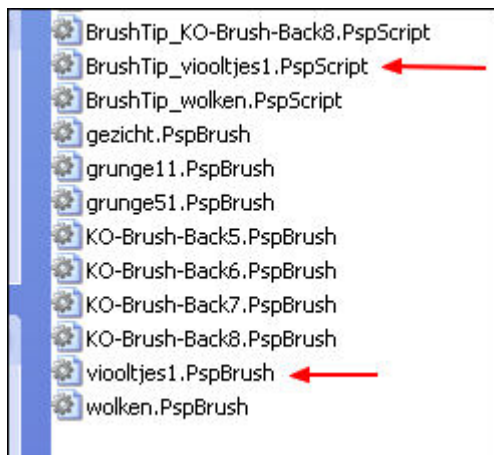 BrushTip_KO-Brush-Back8.PspScript
BrushTip_viooltjes1.PspScript
BrushTip_wolken.PspScript
gezicht.PspBrush
grunge11.PspBrush
grunge51.PspBrush
KO-Brush-Back5.PspBrush
KO-Brush-Back6.PspBrush
KO-Brush-Back7.PspBrush
KO-Brush-Back8.PspBrush
viooltjes1.PspBrush
wolken.PspBrush